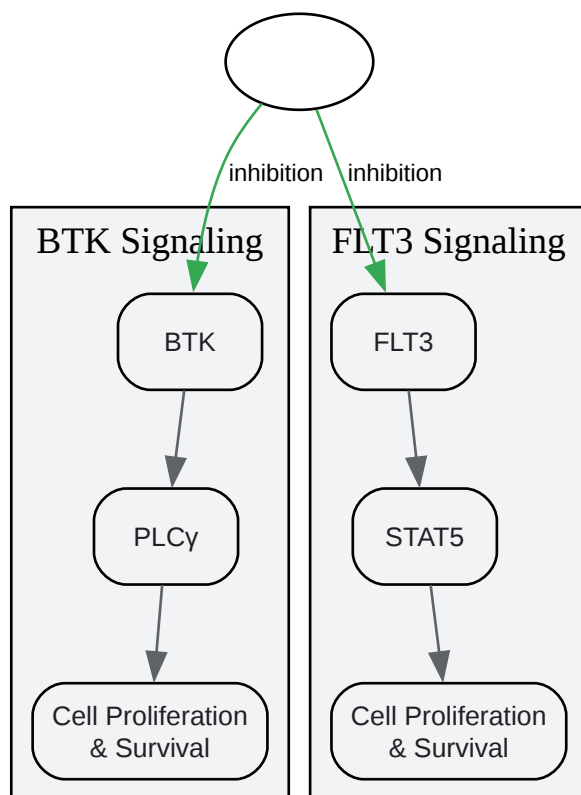 inhibition inhibition
BTK Signaling FLT3 Signaling
BTK FLT3
PLCγ STAT5
Cell Proliferation
& Survival
Cell Proliferation
& Survival